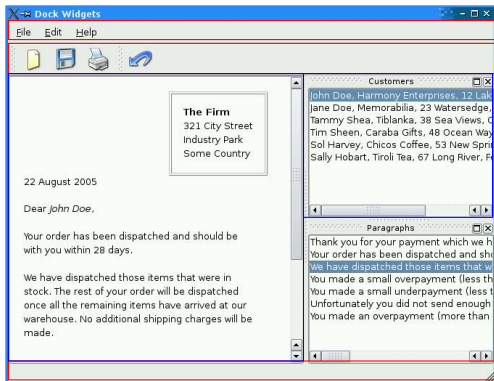 Dock Widgets
File Edit Help
The Firm
321 City Street
Industry Park
Some Country
22 August 2005
Dear John Doe,
Your order has been dispatched and should be
with you within 28 days.
We have dispatched those items that were in
stock. The rest of your order will be dispatched
once all the remaining items have arrived at our
warehouse. No additional shipping charges will be
made.
Customers
John Doe, Harmony Enterprises, 12 Lak
Jane Doe, Memorabilia, 23 Watersedge,
Tammy Shea, Tiblanka, 38 Sea Views, C
Tim Sheen, Caraba Gifts, 48 Ocean Way
Sol Harvey, Chicos Coffee, 53 New Sprin
Sally Hobart, Tiroli Tea, 67 Long River, Fe
Paragraphs
Thank you for your payment which we h
Your order has been dispatched and sho
We have dispatched those items that w
You made a small overpayment (less th
You made a small underpayment (less t
Unfortunately you did not send enough
You made an overpayment (more than